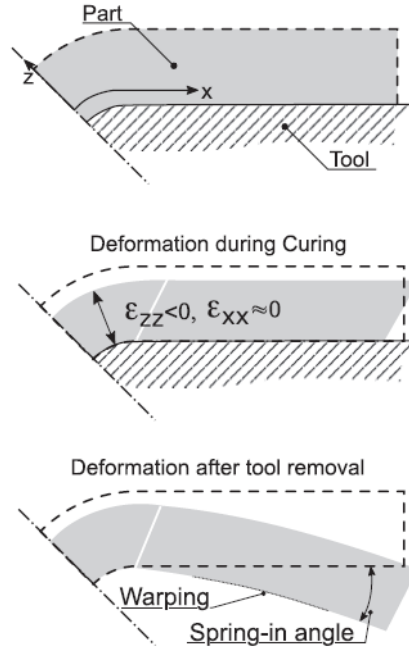 Part
z
x
Tool
Deformation during Curing
εzz<0, εxx≈0
Deformation after tool removal
Warping
Spring-in angle